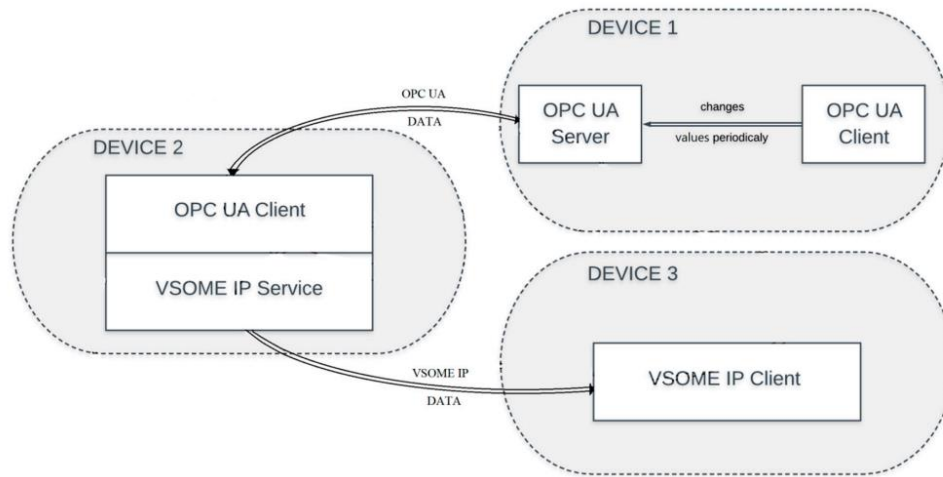 DEVICE 1
OPC UA
Server
changes
values periodicaly
OPC UA
Client
OPC UA
DATA
DEVICE 2
OPC UA Client
VSOME IP Service
VSOME IP
DATA
DEVICE 3
VSOME IP Client